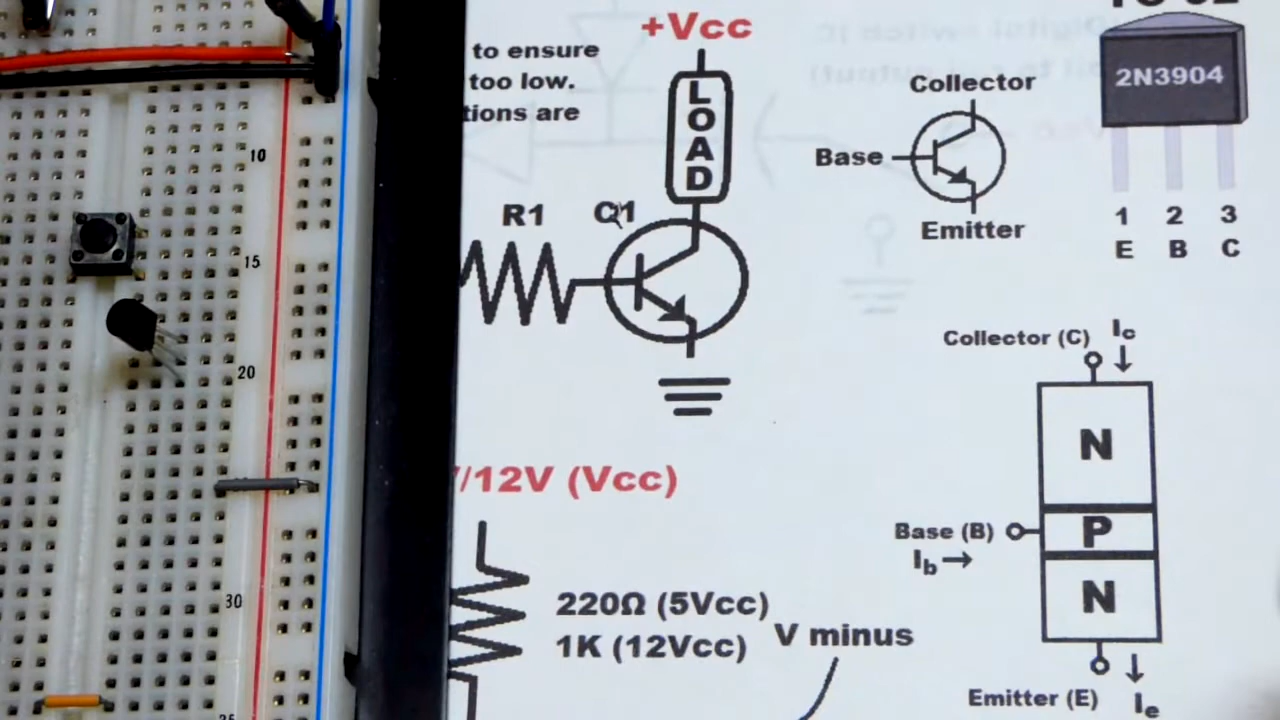 to ensure
too low.
tions are
+Vcc
LOAD
R1
Q1
Collector
Base
Emitter
2N3904
1 2 3
E B C
/12V (Vcc)
220Ω (5Vcc)
1K (12Vcc)
V minus
Collector (C)
Ic
N
Base (B)
P
Ib
N
Emitter (E)
Ie
10
15
20
30